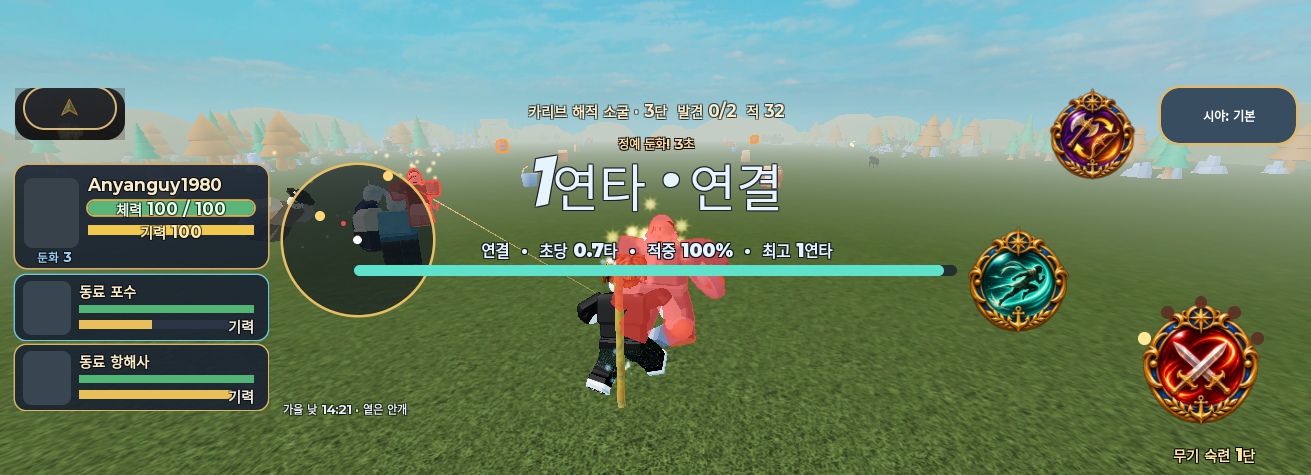 카리브 해적 소굴 · 3단 발견 0/2 적 32
시야: 기본
정예 둔화! 3초
1연타 • 연결
Anyanguy1980
체력 100 / 100
기력 100
둔화 3
연결 • 초당 0.7타 • 적중 100% • 최고 1연타
동료 포수
기력
동료 항해사
기력
가을 낮 14:21 · 옅은 안개
무기 숙련 1단